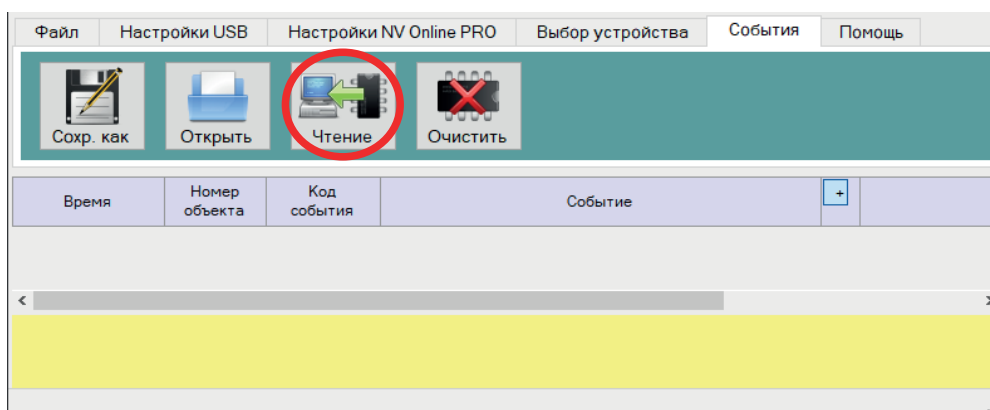 Файл Настройки USB Настройки NV Online PRO Выбор устройства События Помощь
Сохр. как Открыть Чтение Очистить
Время Номер объекта Код события Событие +